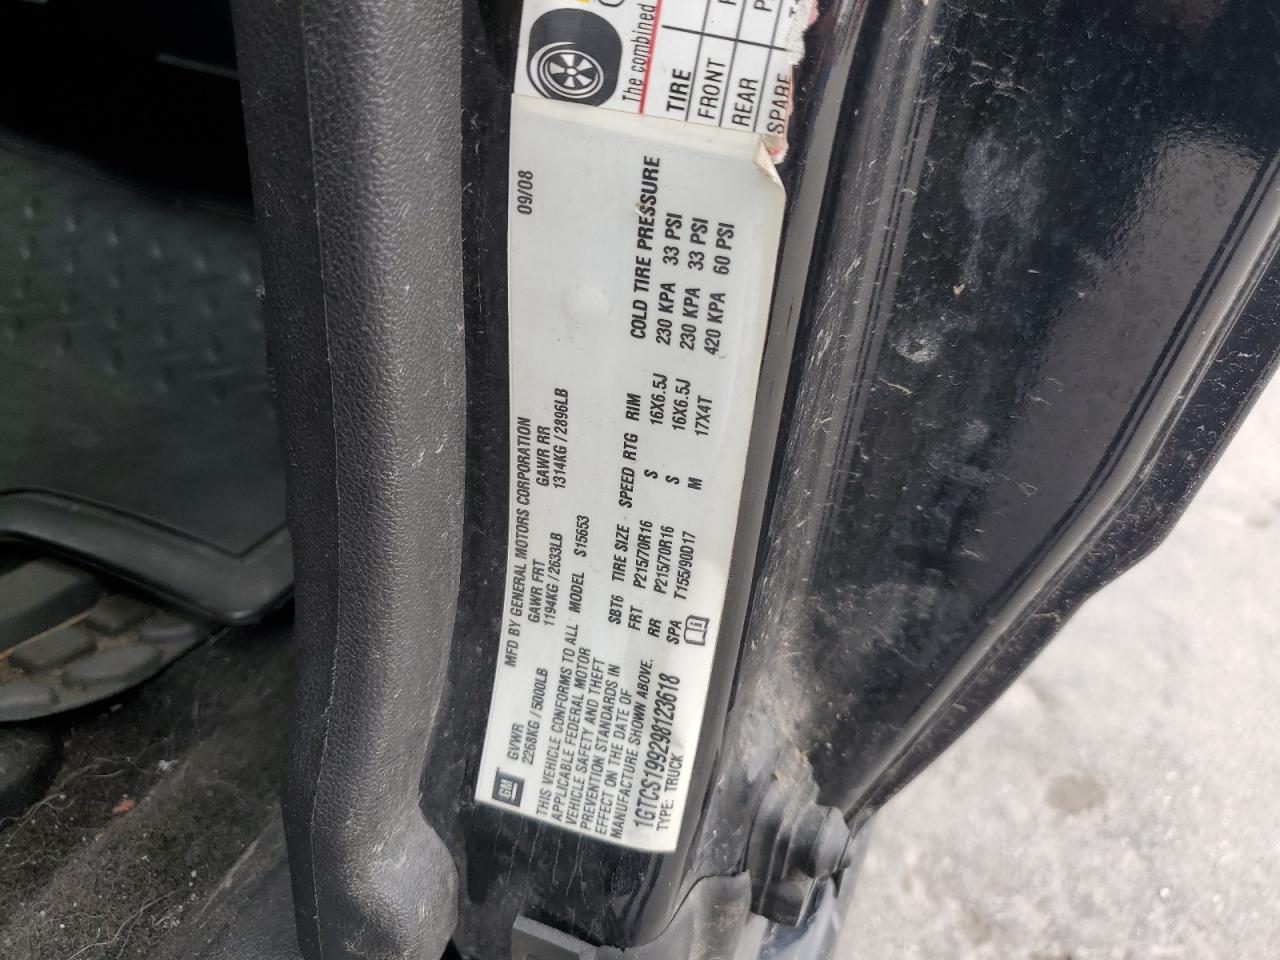 The combined
TIRE
FRONT
REAR
SPARE
09/08
MFD BY GENERAL MOTORS CORPORATION
GVWR GAWR FRT GAWR RR
2268KG / 5000LB 1194KG / 2633LB 1314KG / 2896LB
THIS VEHICLE CONFORMS TO ALL
APPLICABLE FEDERAL MOTOR
VEHICLE SAFETY AND THEFT
PREVENTION STANDARDS IN
EFFECT ON THE DATE OF
MANUFACTURE SHOWN ABOVE.
1GTCS199298123618
TYPE: TRUCK
MODEL S15653
SBT6 TIRE SIZE SPEED RTG RIM COLD TIRE PRESSURE
FRT P215/70R16 S 16X6.5J 230 KPA 33 PSI
RR P215/70R16 S 16X6.5J 230 KPA 33 PSI
SPA T155/90D17 M 17X4T 420 KPA 60 PSI
GM